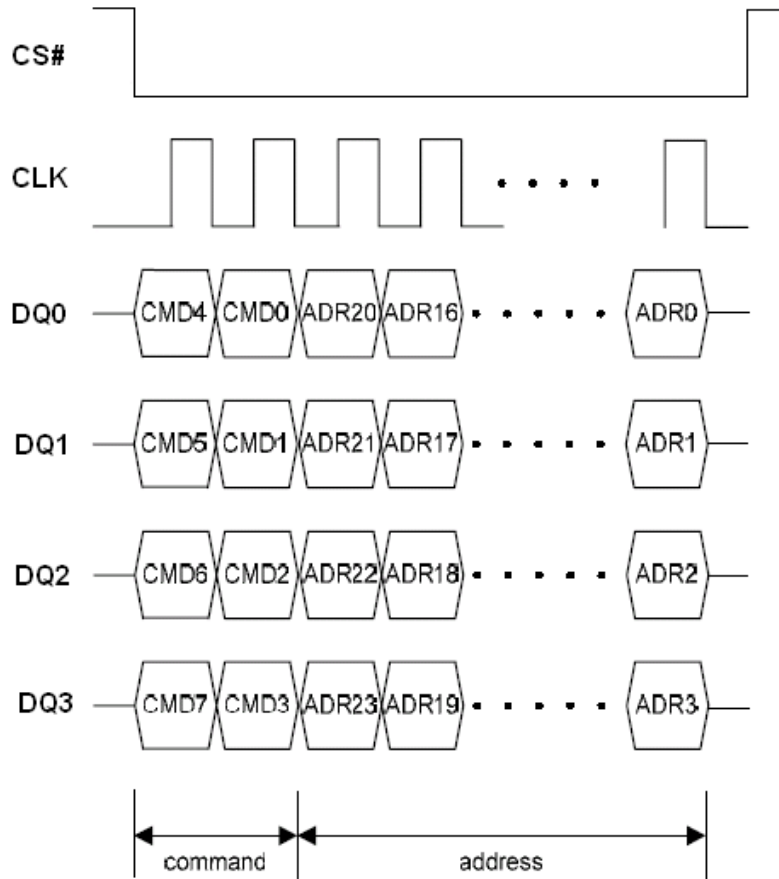 CS#
CLK
DQ0 CMD4 CMD0 ADR20 ADR16 ADR0
DQ1 CMD5 CMD1 ADR21 ADR17 ADR1
DQ2 CMD6 CMD2 ADR22 ADR18 ADR2
DQ3 CMD7 CMD3 ADR23 ADR19 ADR3
command address